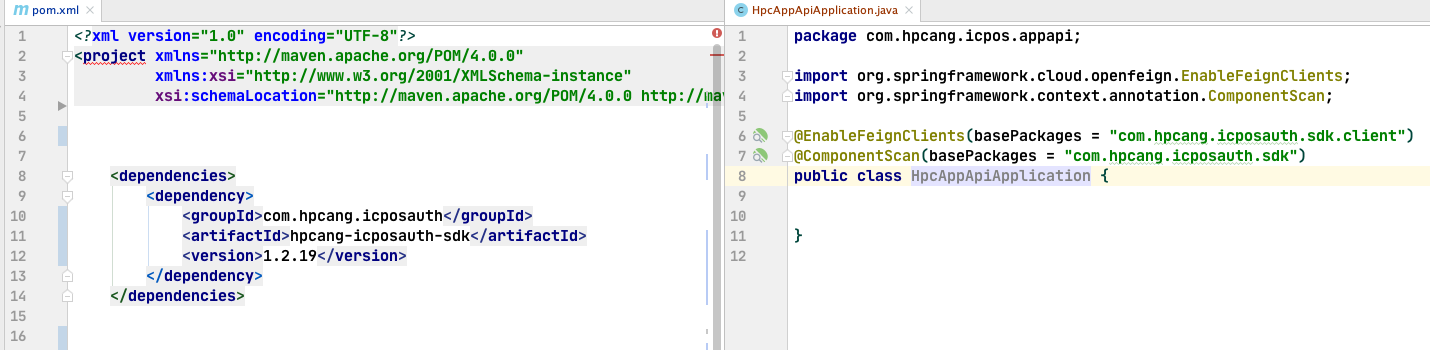 m pom.xml
1 <?xml version="1.0" encoding="UTF-8"?>
2 <project xmlns="http://maven.apache.org/POM/4.0.0"
3 xmlns:xsi="http://www.w3.org/2001/XMLSchema-instance"
4 xsi:schemaLocation="http://maven.apache.org/POM/4.0.0 http://mav
5
6
7
8 <dependencies>
9 <dependency>
10 <groupId>com.hpcang.icposauth</groupId>
11 <artifactId>hpcang-icposauth-sdk</artifactId>
12 <version>1.2.19</version>
13 </dependency>
14 </dependencies>
15
16
C HpcAppApiApplication.java
1 package com.hpcang.icpos.appapi;
2
3 import org.springframework.cloud.openfeign.EnableFeignClients;
4 import org.springframework.context.annotation.ComponentScan;
5
6 @EnableFeignClients(basePackages = "com.hpcang.icposauth.sdk.client")
7 @ComponentScan(basePackages = "com.hpcang.icposauth.sdk")
8 public class HpcAppApiApplication {
9
10
11 }
12